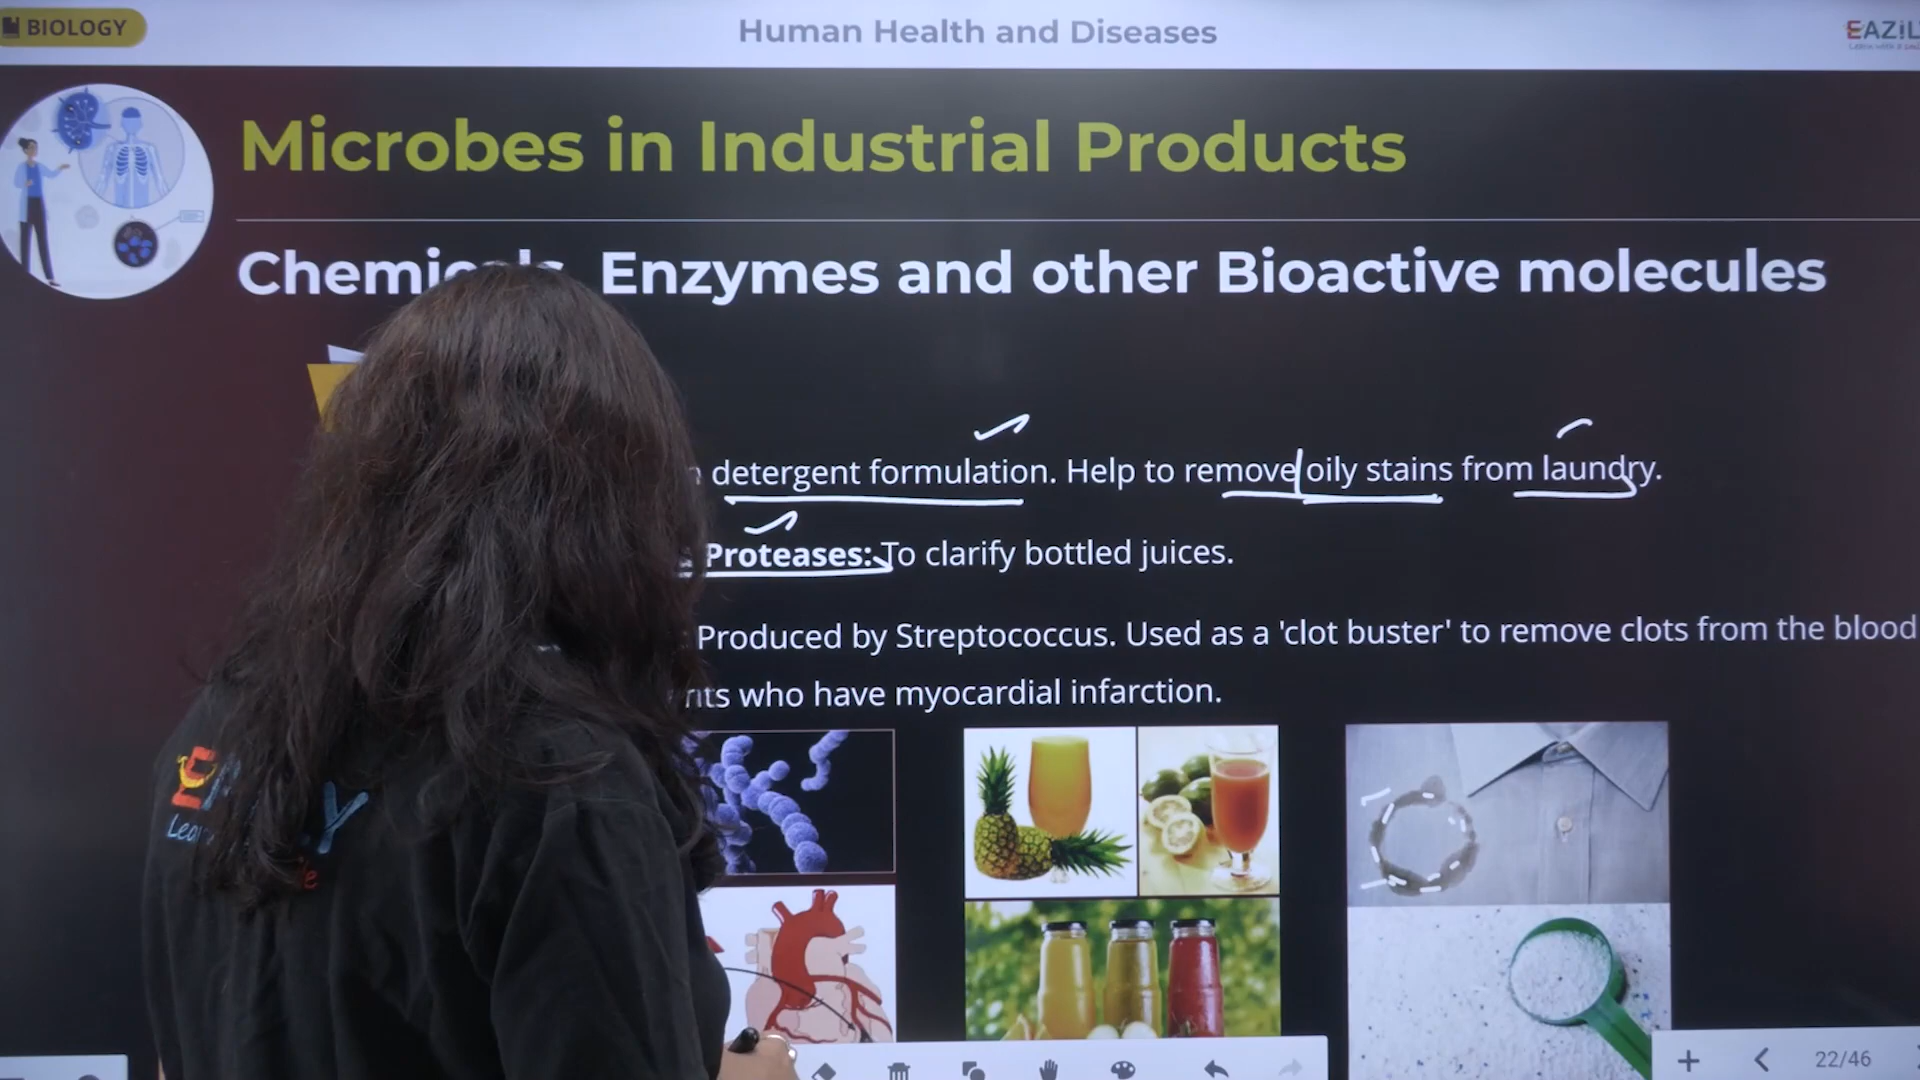 BIOLOGY
Human Health and Diseases
EAZIL
Microbes in Industrial Products
Enzymes and other Bioactive molecules
detergent formulation. Help to remove oily stains from laundry.
Proteases: To clarify bottled juices.
: Produced by Streptococcus. Used as a 'clot buster' to remove clots from the blood
who have myocardial infarction.
22/46